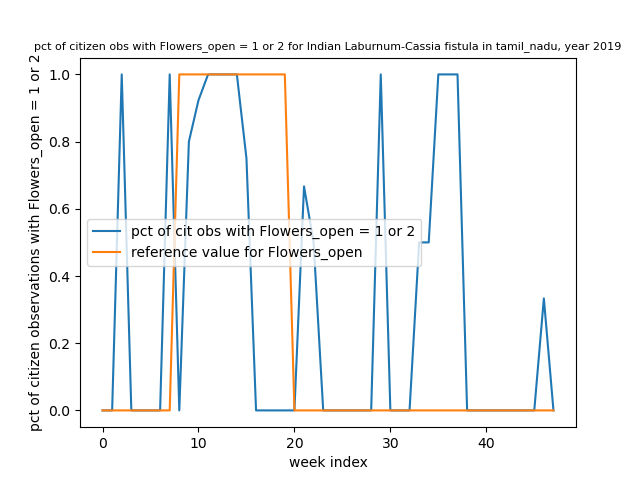 pct of citizen obs with Flowers_open = 1 or 2 for Indian Laburnum-Cassia fistula in tamil_nadu, year 2019
pct of citizen observations with Flowers_open = 1 or 2
1.0
0.8
0.6
0.4
0.2
0.0
pct of cit obs with Flowers_open = 1 or 2
reference value for Flowers_open
0 10 20 30 40
week index